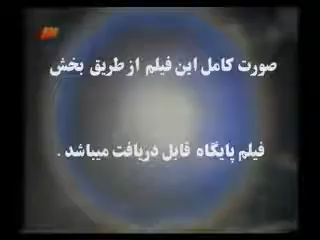 صورت کامل این فیلم از طریق بخش
فیلم پایگاه قابل دریافت میباشد .